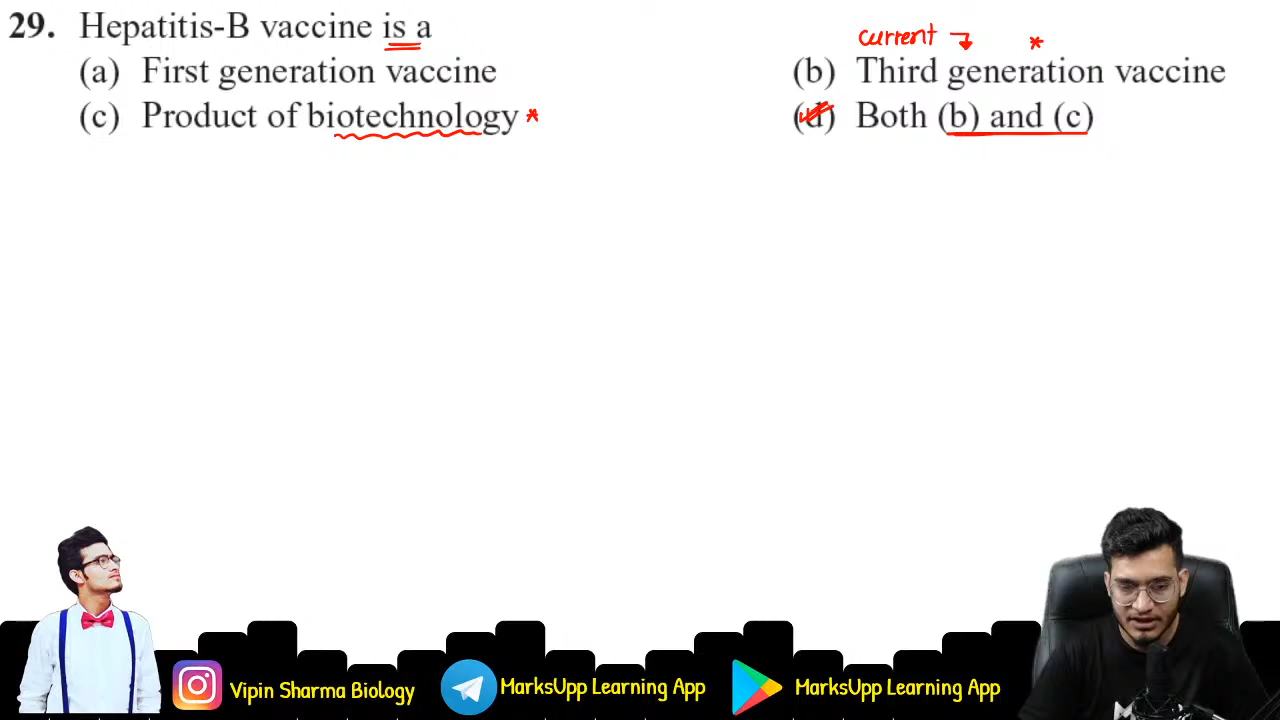 29. Hepatitis-B vaccine is a
current
(a) First generation vaccine (b) Third generation vaccine
(c) Product of biotechnology * (d) Both (b) and (c)
Vipin Sharma Biology MarksUpp Learning App MarksUpp Learning App